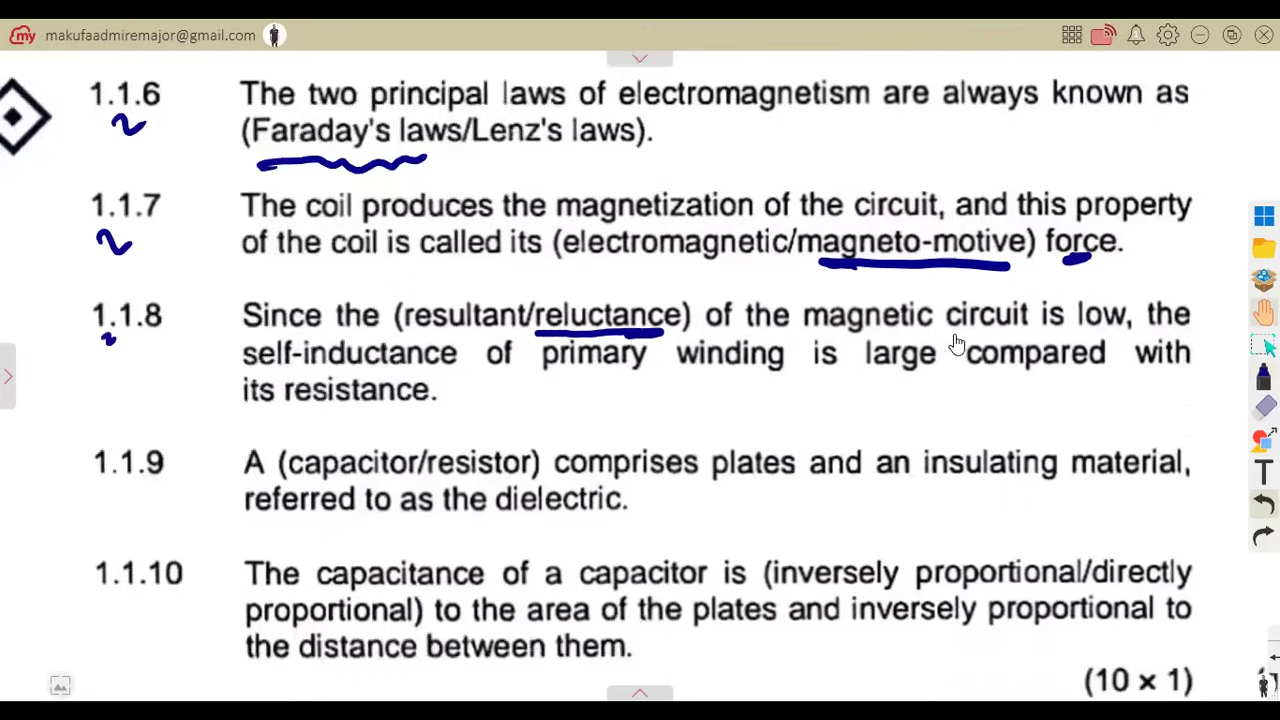 my makufaadmiremajor@gmail.com
1.1.6 The two principal laws of electromagnetism are always known as
(Faraday's laws/Lenz's laws).
1.1.7 The coil produces the magnetization of the circuit, and this property
of the coil is called its (electromagnetic/magneto-motive) force.
1.1.8 Since the (resultant/reluctance) of the magnetic circuit is low, the
self-inductance of primary winding is large compared with
its resistance.
1.1.9 A (capacitor/resistor) comprises plates and an insulating material,
referred to as the dielectric.
1.1.10 The capacitance of a capacitor is (inversely proportional/directly
proportional) to the area of the plates and inversely proportional to
the distance between them.
(10 × 1)